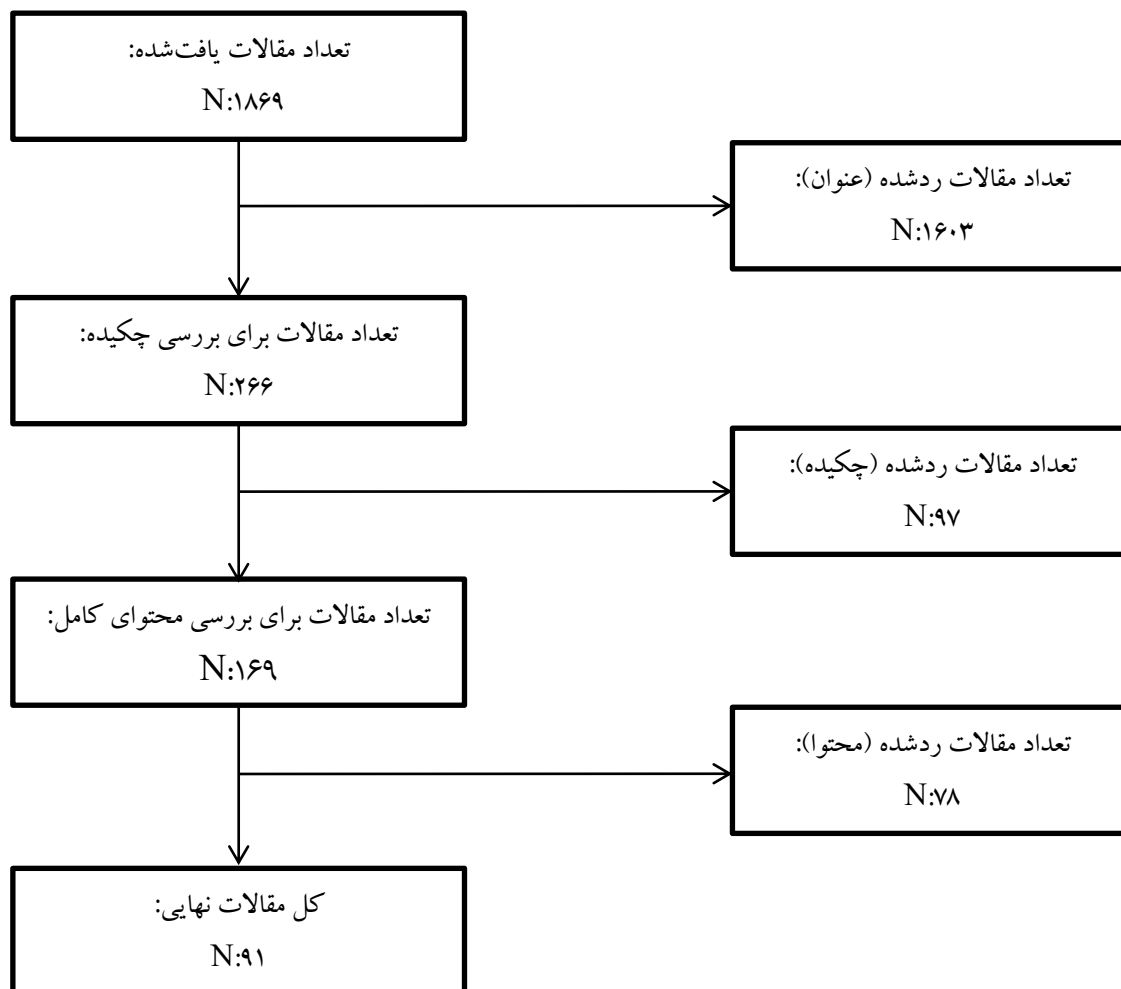 تعداد مقالات یافت‌شده:
N:۱۸۶۹
تعداد مقالات ردشده (عنوان):
N:۱۶۰۳
تعداد مقالات برای بررسی چکیده:
N:۲۶۶
تعداد مقالات ردشده (چکیده):
N:۹۷
تعداد مقالات برای بررسی محتوای کامل:
N:۱۶۹
تعداد مقالات ردشده (محتوا):
N:۷۸
کل مقالات نهایی:
N:۹۱